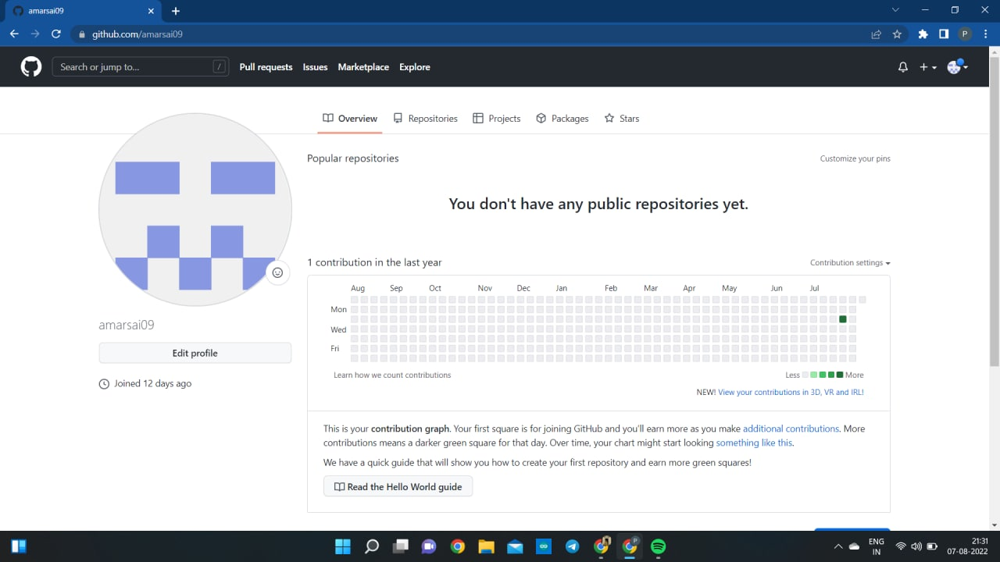 amarsai09
github.com/amarsai09
P
Search or jump to...
/
Pull requests
Issues
Marketplace
Explore
Overview
Repositories
Projects
Packages
Stars
Popular repositories
Customize your pins
You don't have any public repositories yet.
1 contribution in the last year
Contribution settings
Aug Sep Oct Nov Dec Jan Feb Mar Apr May Jun Jul
Mon
Wed
Fri
Learn how we count contributions
Less
More
NEW! View your contributions in 3D, VR and IRL!
amarsai09
Edit profile
Joined 12 days ago
This is your contribution graph. Your first square is for joining GitHub and you'll earn more as you make additional contributions. More
contributions means a darker green square for that day. Over time, your chart might start looking something like this.
We have a quick guide that will show you how to create your first repository and earn more green squares!
Read the Hello World guide
P
ENG
IN
21:31
07-08-2022